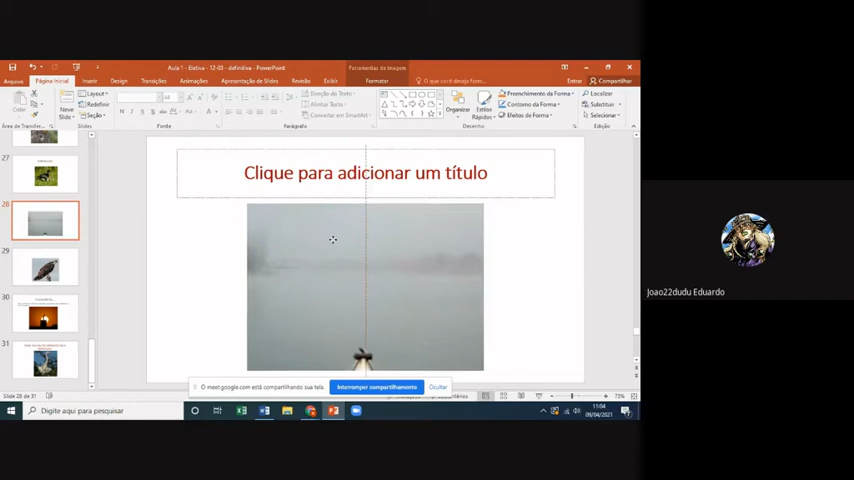 Aula 1 - Eletiva - 12-03 - definitiva - PowerPoint
Ferramentas de Imagem
Arquivo Página Inicial Inserir Design Transições Animações Apresentação de Slides Revisão Exibir Formatar O que você deseja fazer... Entrar Compartilhar
Colar
Novo Slide
Layout
Redefinir
Seção
Direção do Texto
Alinhar Texto
Converter em SmartArt
Organizar
Estilos Rápidos
Preenchimento da Forma
Contorno da Forma
Efeitos de Forma
Localizar
Substituir
Selecionar
Área de Transfer... Slides Fonte Parágrafo Desenho Edição
27
28
29
30
31
Clique para adicionar um título
Joao22dudu Eduardo
O meet.google.com está compartilhando sua tela. Interromper compartilhamento Ocultar
Slide 28 de 31
73%
Digite aqui para pesquisar
11:04
09/04/2021